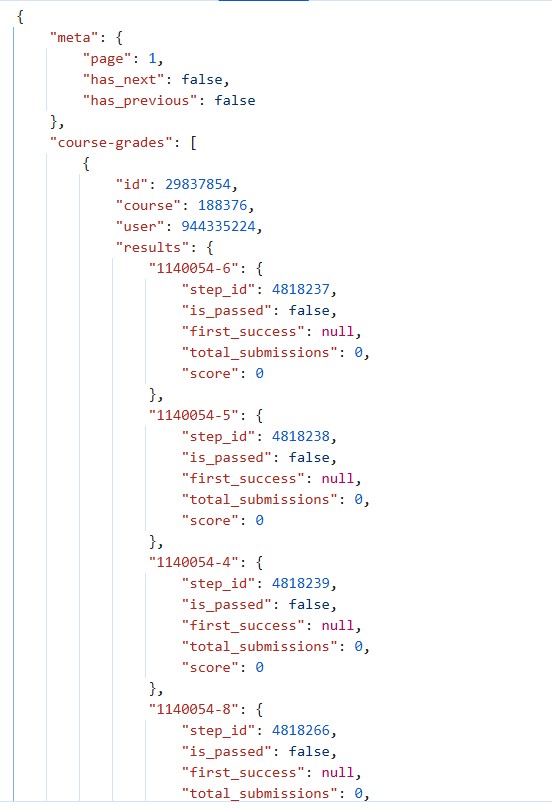 {
"meta": {
"page": 1,
"has_next": false,
"has_previous": false
},
"course-grades": [
{
"id": 29837854,
"course": 188376,
"user": 944335224,
"results": {
"1140054-6": {
"step_id": 4818237,
"is_passed": false,
"first_success": null,
"total_submissions": 0,
"score": 0
},
"1140054-5": {
"step_id": 4818238,
"is_passed": false,
"first_success": null,
"total_submissions": 0,
"score": 0
},
"1140054-4": {
"step_id": 4818239,
"is_passed": false,
"first_success": null,
"total_submissions": 0,
"score": 0
},
"1140054-8": {
"step_id": 4818266,
"is_passed": false,
"first_success": null,
"total_submissions": 0,